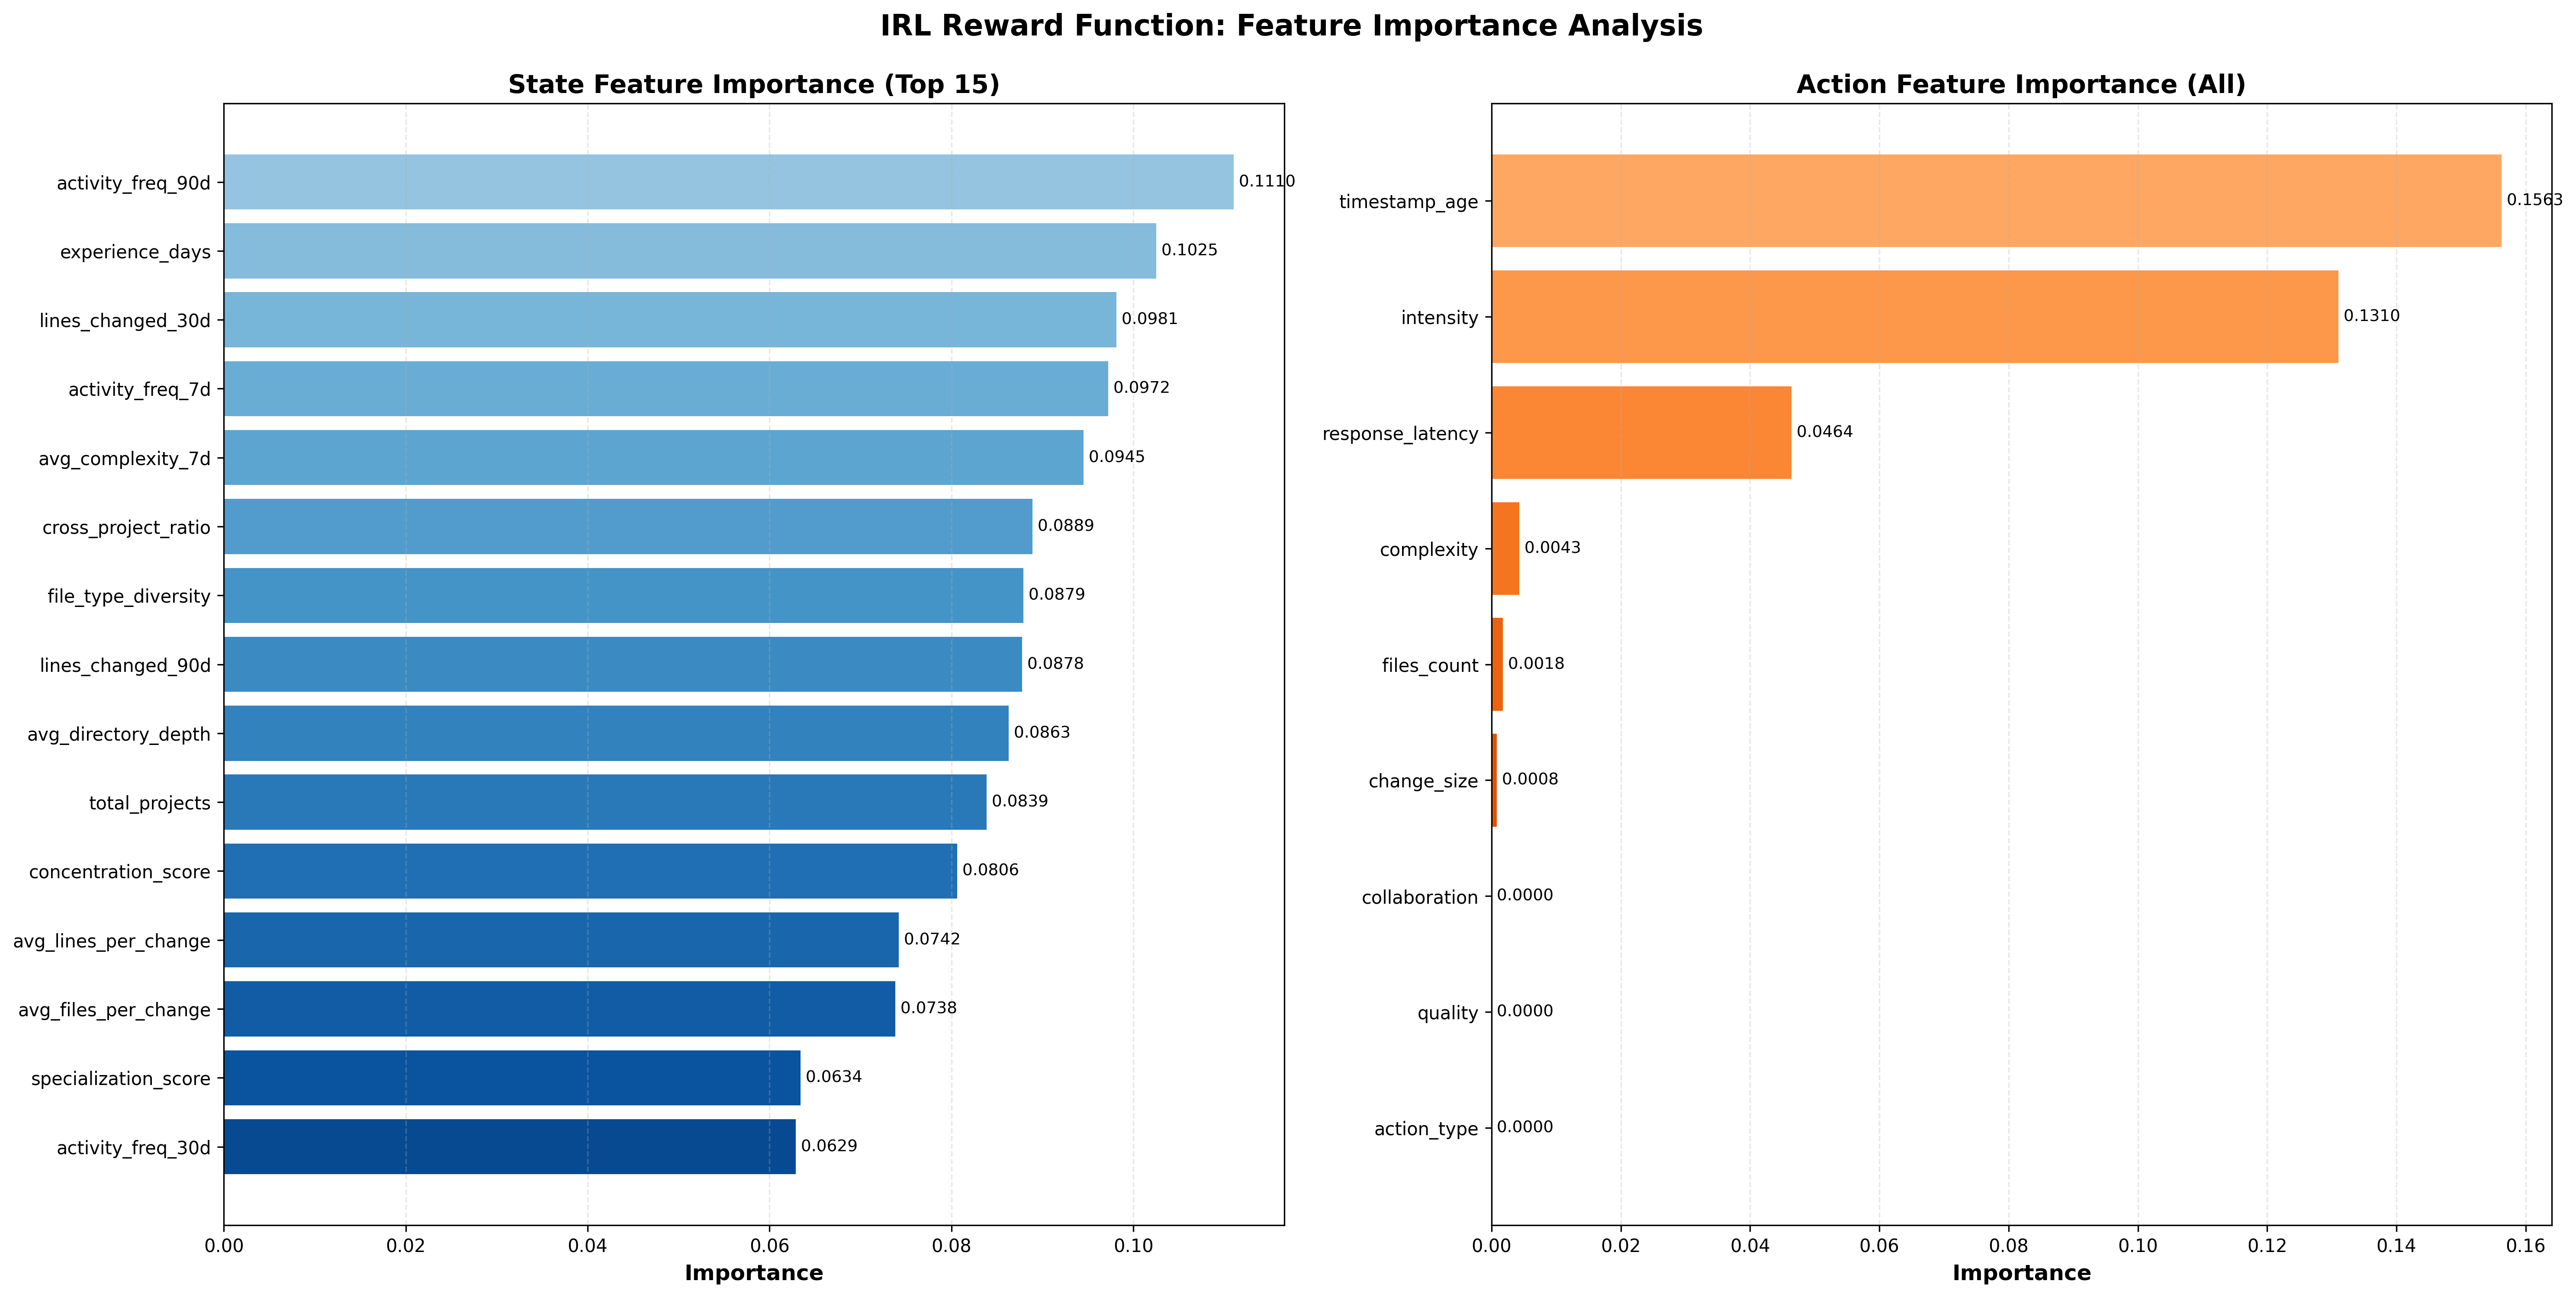 IRL Reward Function: Feature Importance Analysis
State Feature Importance (Top 15)
activity_freq_90d 0.1110
experience_days 0.1025
lines_changed_30d 0.0981
activity_freq_7d 0.0972
avg_complexity_7d 0.0945
cross_project_ratio 0.0889
file_type_diversity 0.0879
lines_changed_90d 0.0878
avg_directory_depth 0.0863
total_projects 0.0839
concentration_score 0.0806
avg_lines_per_change 0.0742
avg_files_per_change 0.0738
specialization_score 0.0634
activity_freq_30d 0.0629
0.00 0.02 0.04 0.06 0.08 0.10
Importance
Action Feature Importance (All)
timestamp_age 0.1563
intensity 0.1310
response_latency 0.0464
complexity 0.0043
files_count 0.0018
change_size 0.0008
collaboration 0.0000
quality 0.0000
action_type 0.0000
0.00 0.02 0.04 0.06 0.08 0.10 0.12 0.14 0.16
Importance